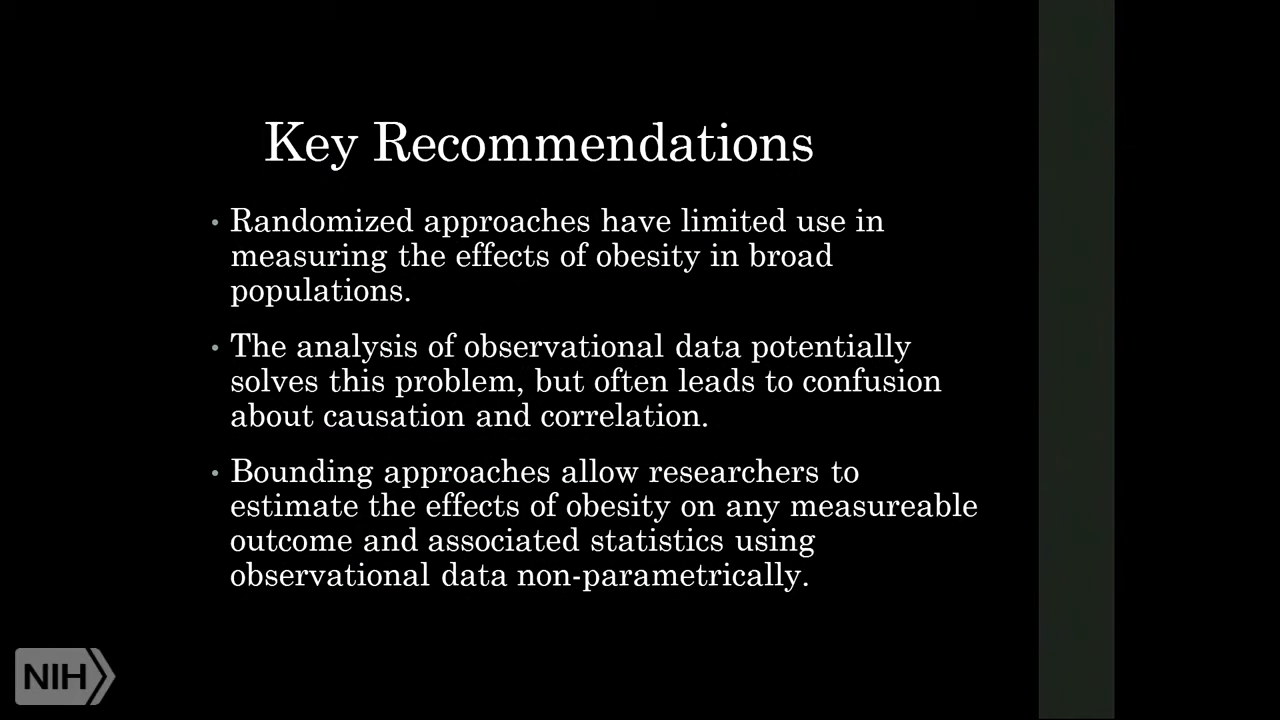 Key Recommendations
• Randomized approaches have limited use in
measuring the effects of obesity in broad
populations.
• The analysis of observational data potentially
solves this problem, but often leads to confusion
about causation and correlation.
• Bounding approaches allow researchers to
estimate the effects of obesity on any measureable
outcome and associated statistics using
observational data non-parametrically.
NIH